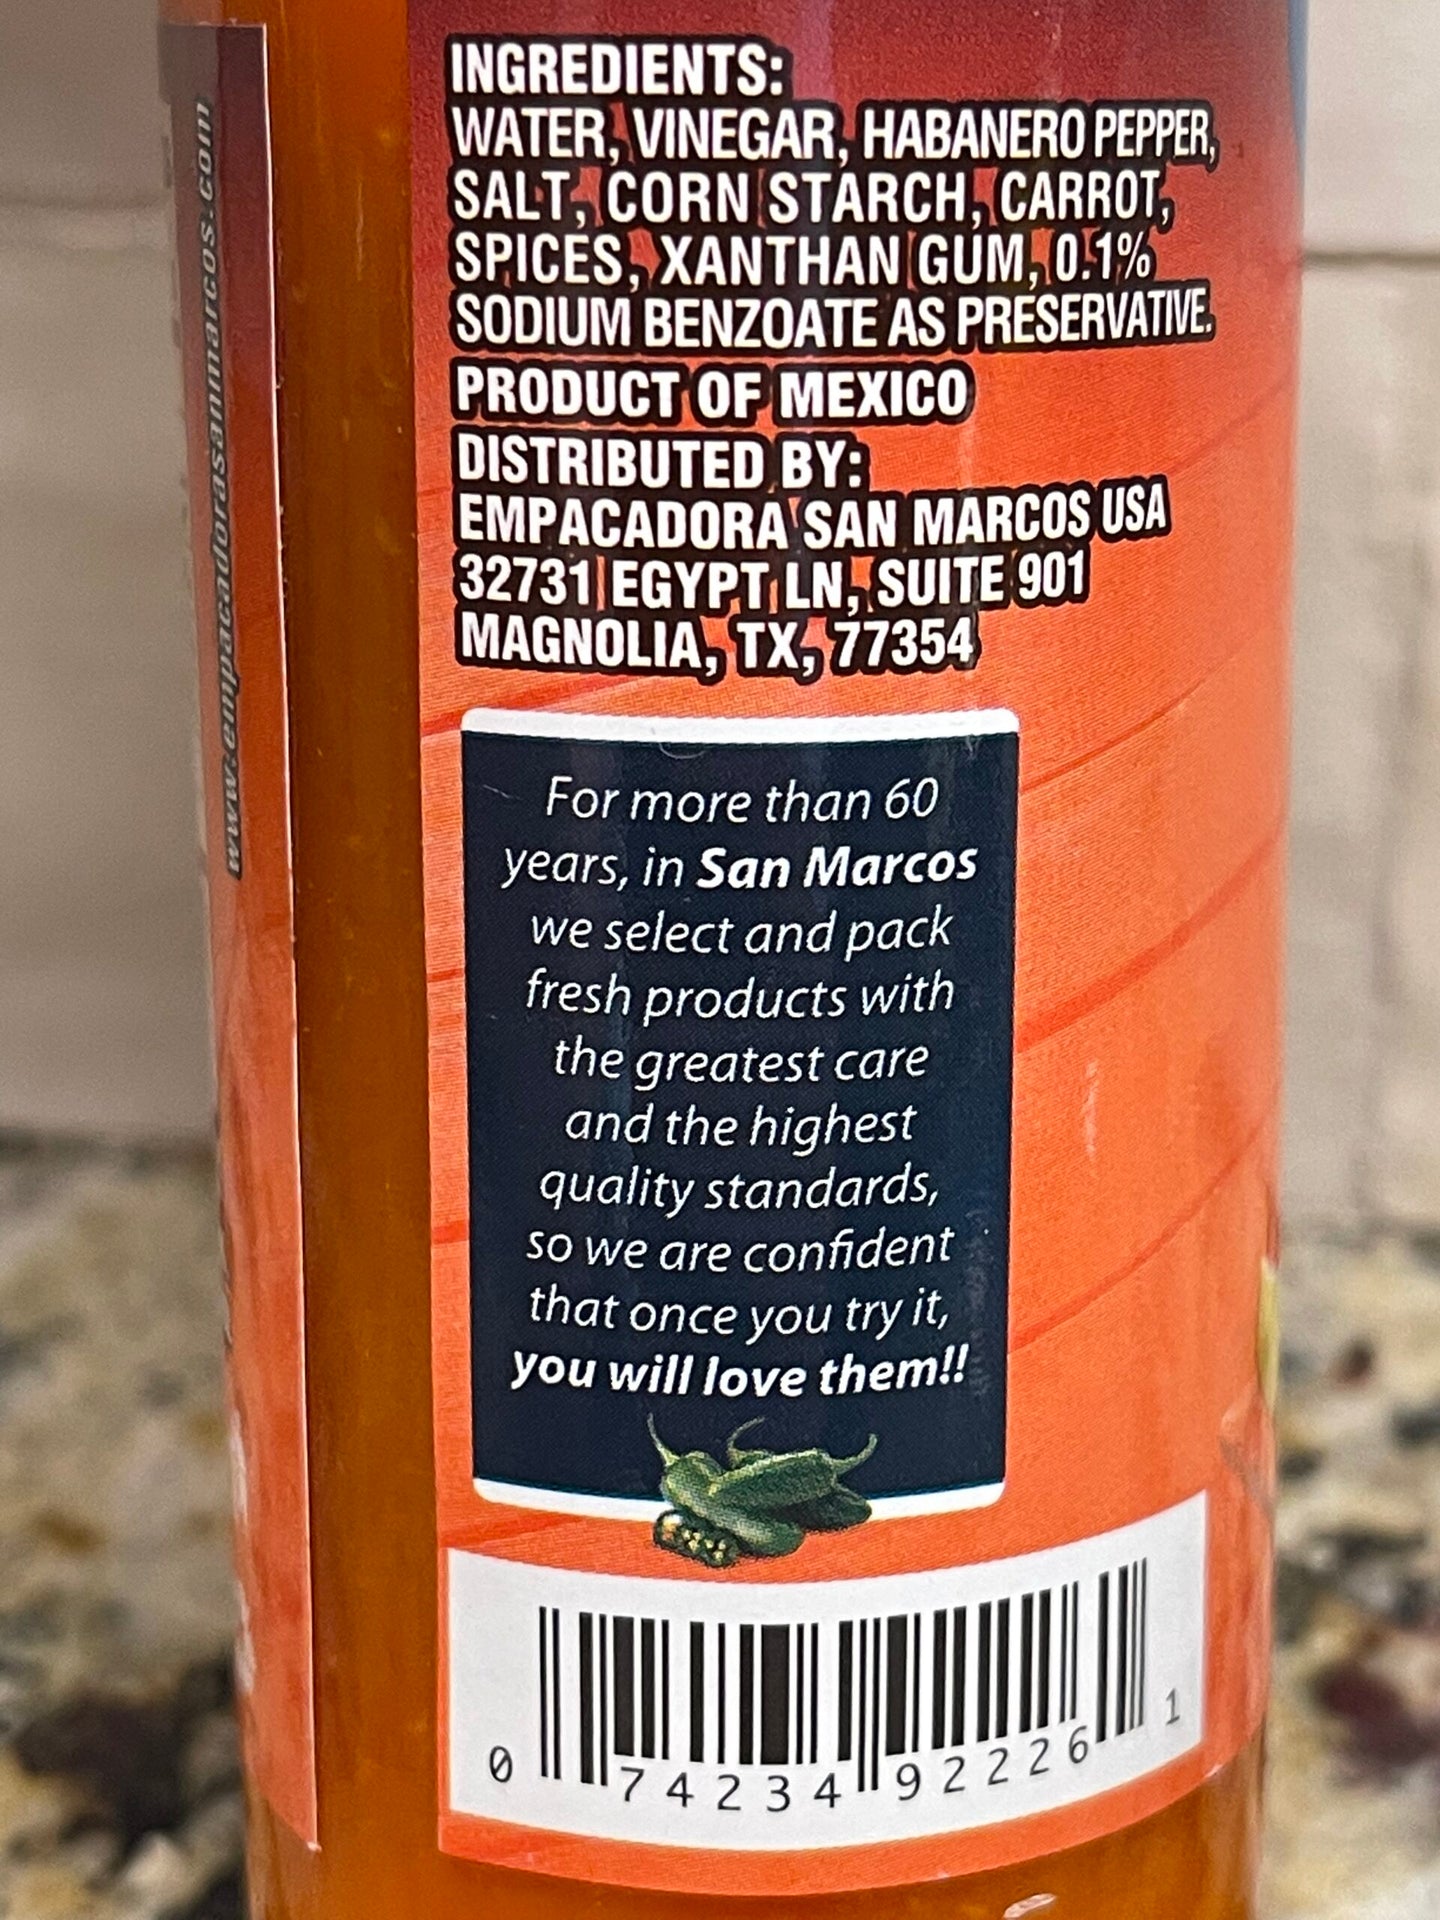 INGREDIENTS:
WATER, VINEGAR, HABANERO PEPPER,
SALT, CORN STARCH, CARROT,
SPICES, XANTHAN GUM, 0.1%
SODIUM BENZOATE AS PRESERVATIVE.
PRODUCT OF MEXICO
DISTRIBUTED BY:
EMPACADORA SAN MARCOS USA
32731 EGYPT LN, SUITE 901
MAGNOLIA, TX, 77354
For more than 60
years, in San Marcos
we select and pack
fresh products with
the greatest care
and the highest
quality standards,
so we are confident
that once you try it,
you will love them!!
0 74234 92226 1
www.empacadorasanmarcos.com